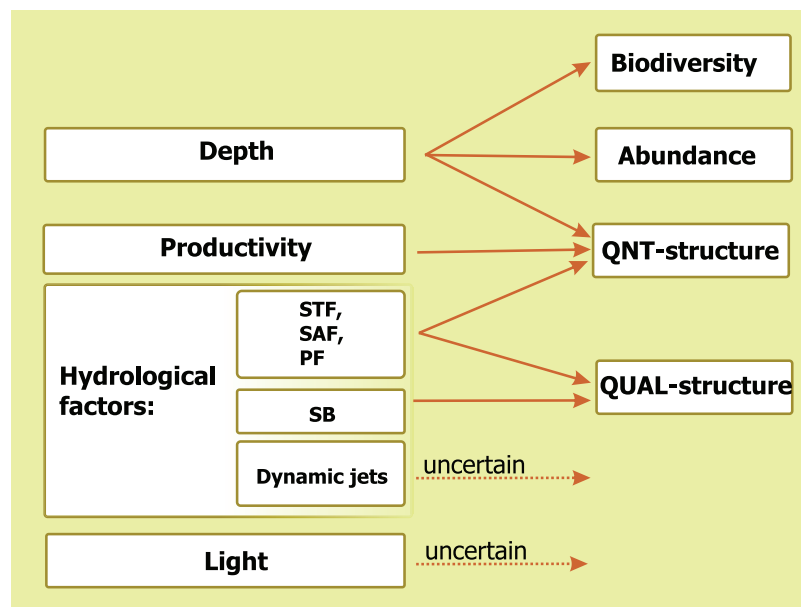 Biodiversity
Depth
Abundance
Productivity
QNT-structure
Hydrological
factors:
STF,
SAF,
PF
SB
Dynamic jets
QUAL-structure
uncertain
Light
uncertain